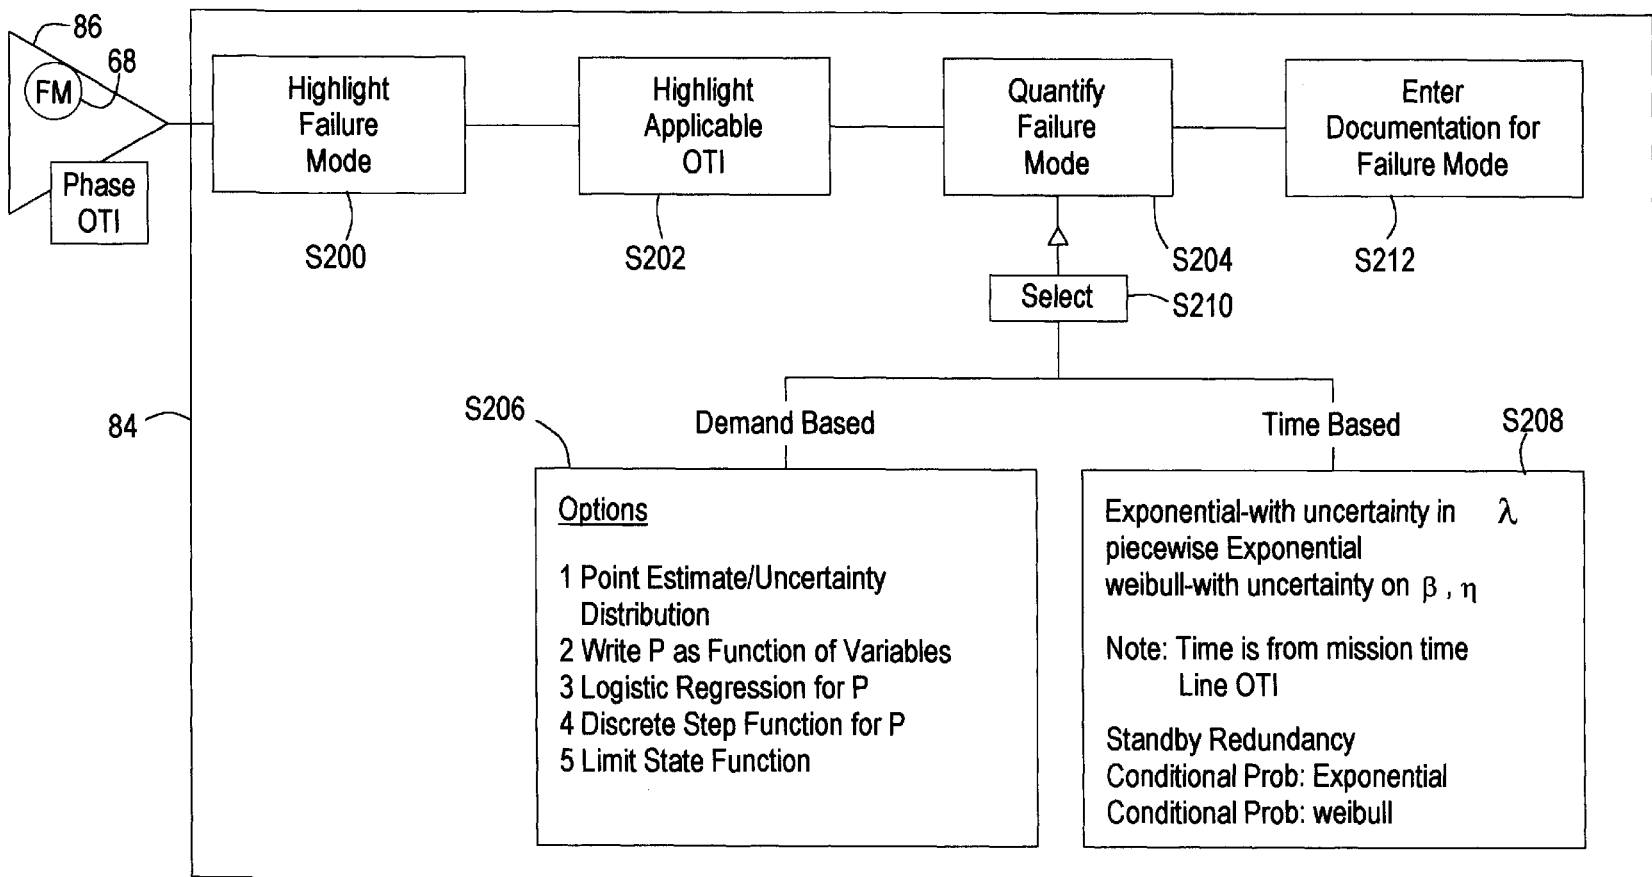 86
68
FM
Phase
OTI
84
Highlight
Failure
Mode
S200
Highlight
Applicable
OTI
S202
Quantify
Failure
Mode
S204
Enter
Documentation for
Failure Mode
S212
Select
S210
Demand Based
S206
Options
1 Point Estimate/Uncertainty
Distribution
2 Write P as Function of Variables
3 Logistic Regression for P
4 Discrete Step Function for P
5 Limit State Function
Time Based
S208
Exponential-with uncertainty in λ
piecewise Exponential
weibull-with uncertainty on β , η
Note: Time is from mission time
Line OTI
Standby Redundancy
Conditional Prob: Exponential
Conditional Prob: weibull